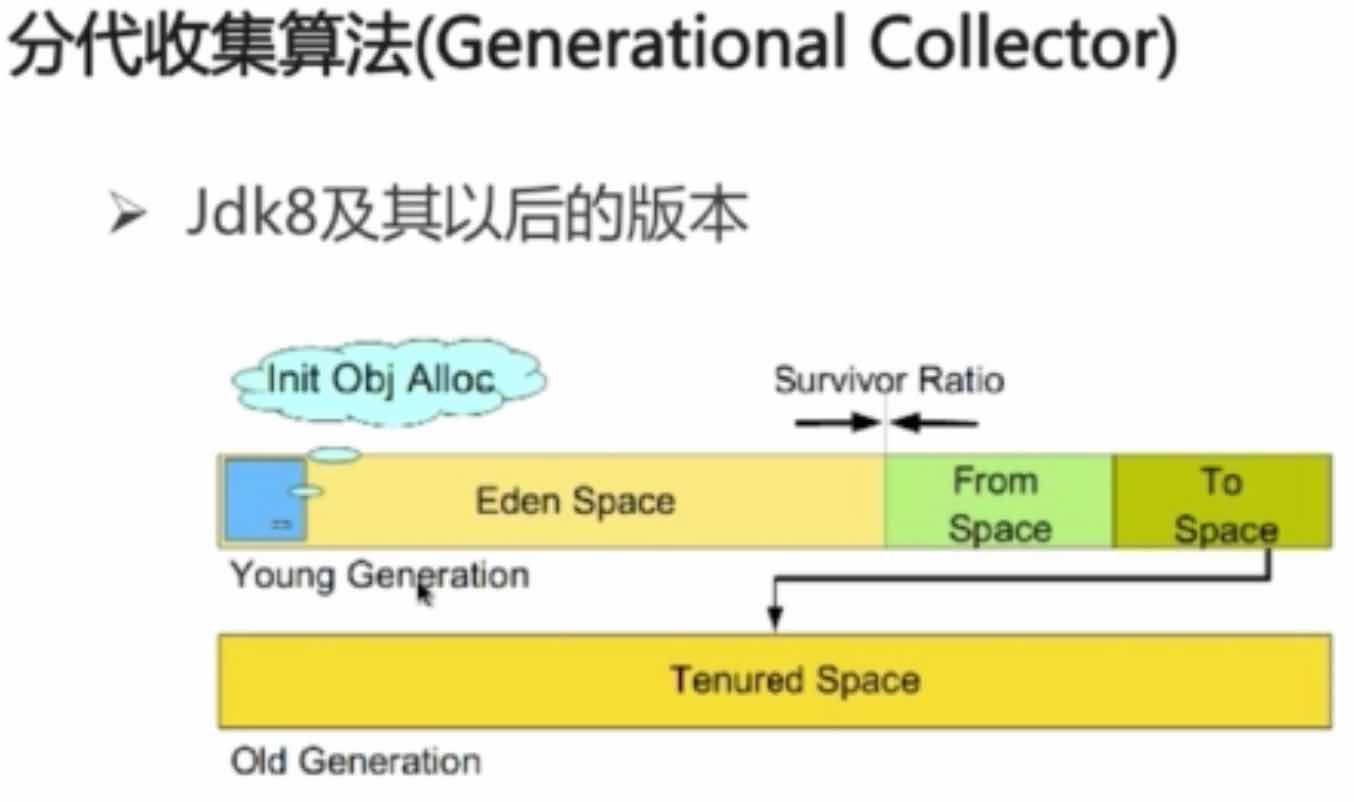 分代收集算法(Generational Collector)
Jdk8及其以后的版本
Init Obj Alloc
Survivor Ratio
Eden Space
From
Space
To
Space
Young Generation
Tenured Space
Old Generation